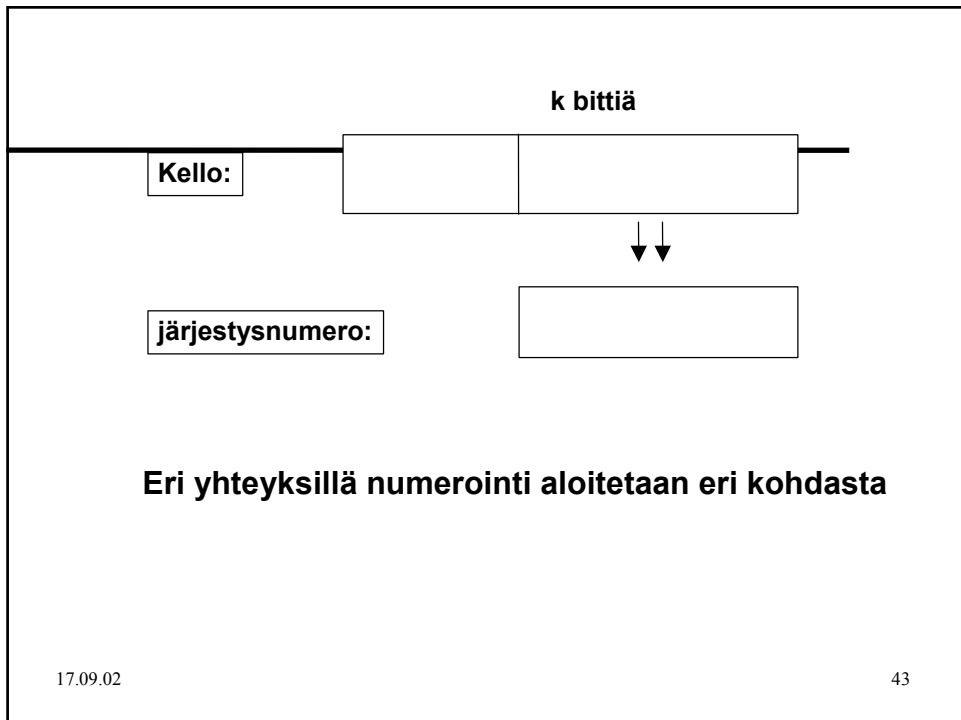 k bittiä
Kello:
järjestysnumero:
Eri yhteyksillä numerointi aloitetaan eri kohdasta
17.09.02
43